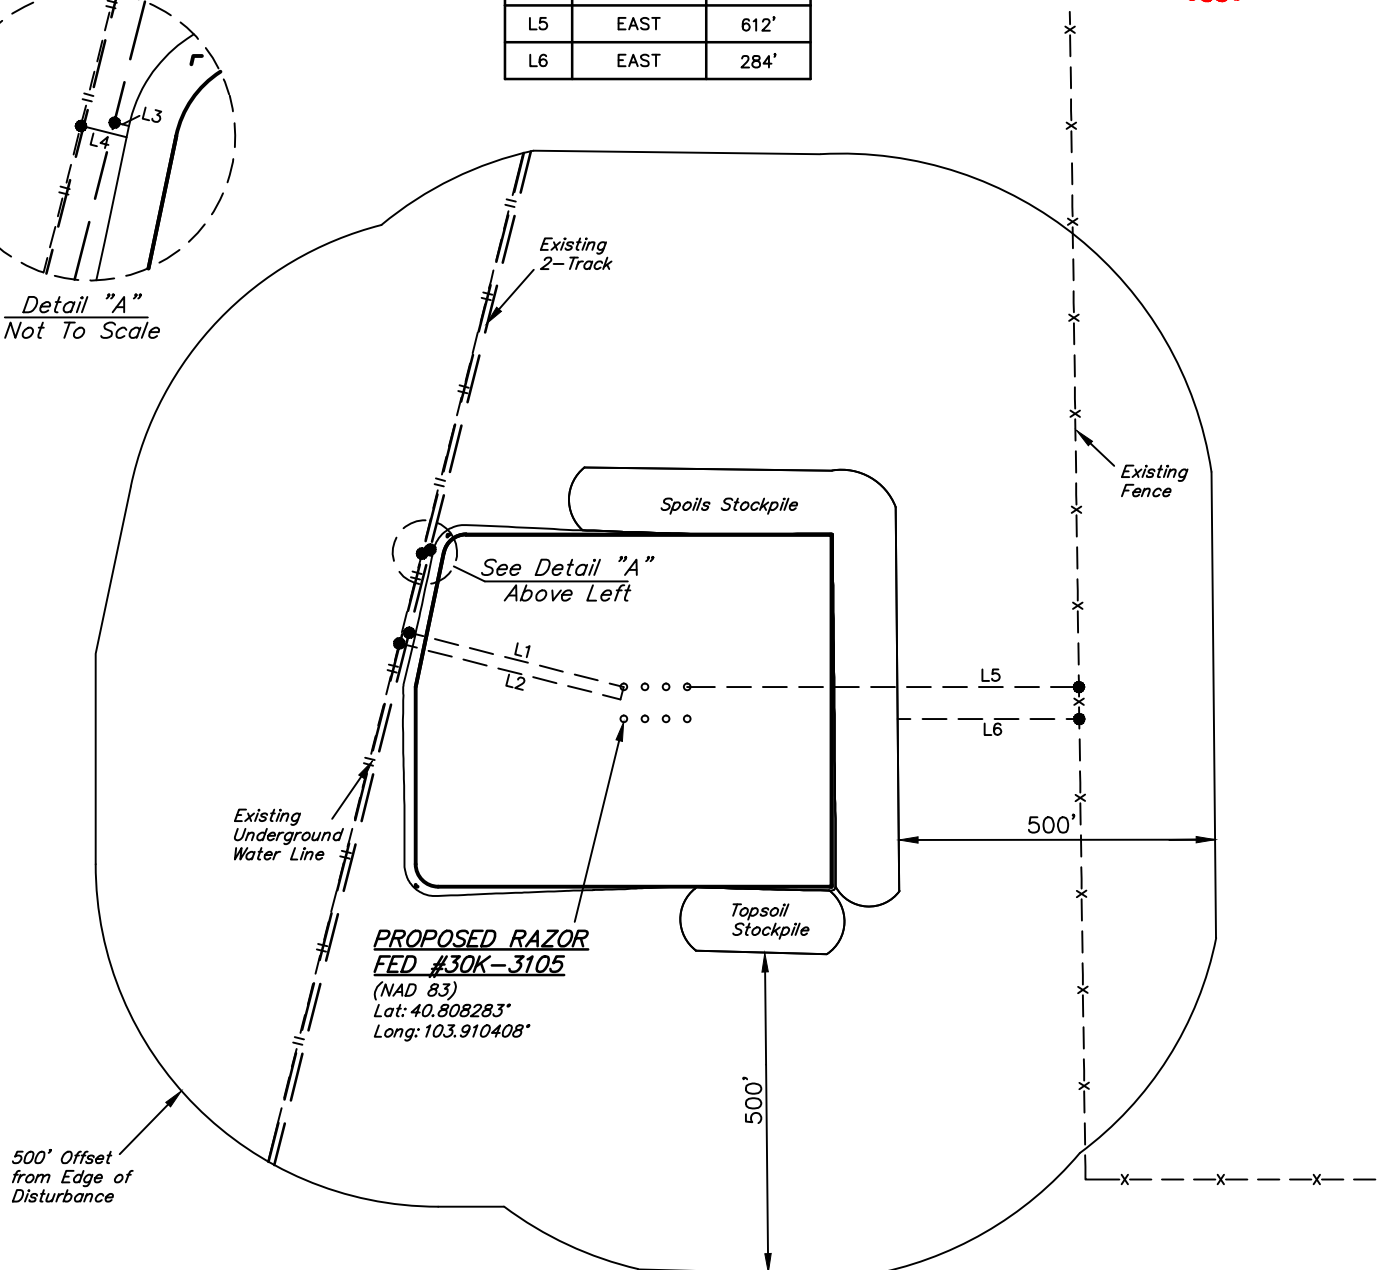 L5 EAST 612'
L6 EAST 284'
L3
L4
Detail "A"
Not To Scale
Existing
2-Track
Existing
Fence
Spoils Stockpile
See Detail "A"
Above Left
L1
L2
L5
L6
500'
Existing
Underground
Water Line
Topsoil
Stockpile
PROPOSED RAZOR
FED #30K-3105
(NAD 83)
Lat: 40.808283°
Long: 103.910408°
500'
500' Offset
from Edge of
Disturbance